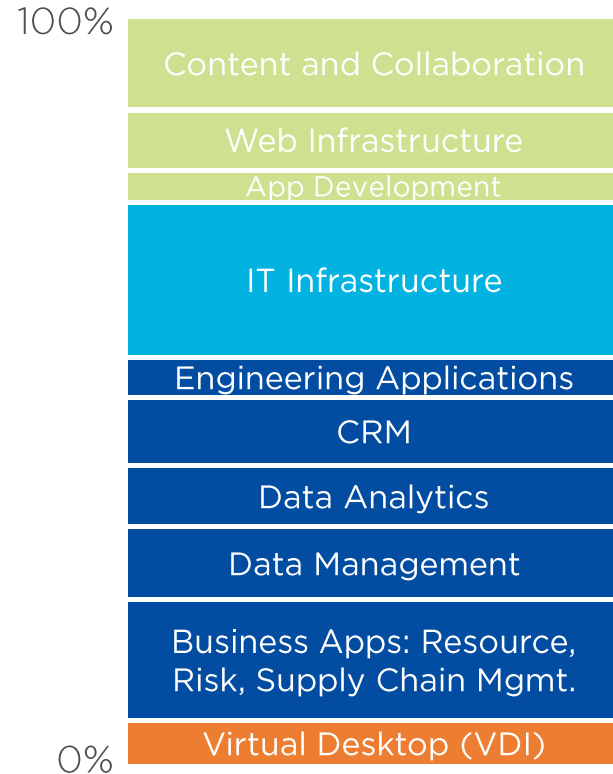 100%
Content and Collaboration
Web Infrastructure
App Development
IT Infrastructure
Engineering Applications
CRM
Data Analytics
Data Management
Business Apps: Resource,
Risk, Supply Chain Mgmt.
Virtual Desktop (VDI)
0%